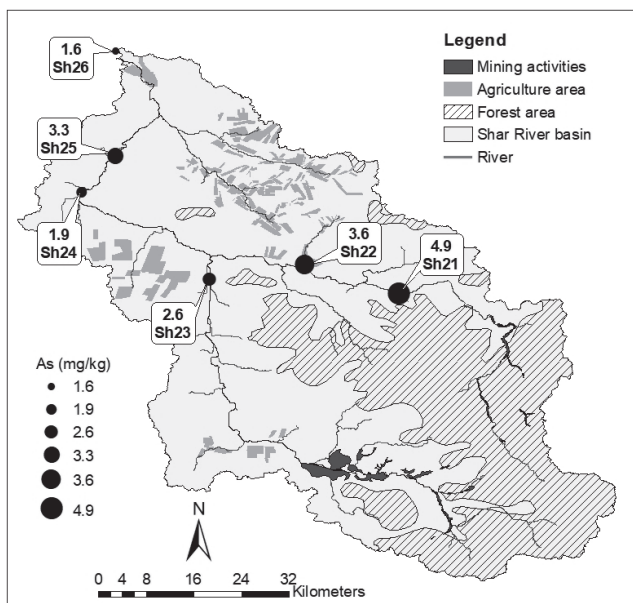 1.6
Sh26
3.3
Sh25
1.9
Sh24
3.6
Sh22
4.9
Sh21
2.6
Sh23
Legend
Mining activities
Agriculture area
Forest area
Shar River basin
River
As (mg/kg)
1.6
1.9
2.6
3.3
3.6
4.9
N
0 2 4 8 16 24 32
Kilometers